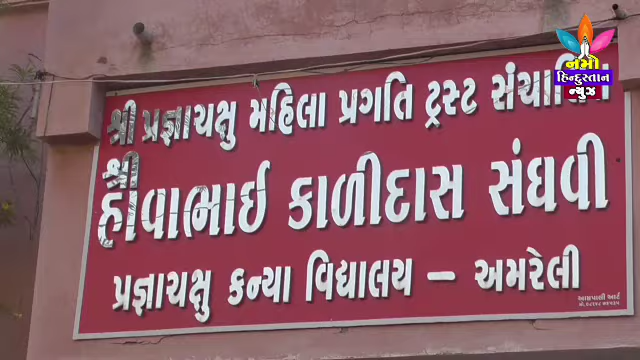 નમો
હિન્દુસ્તાન
ન્યૂઝ
શ્રી પ્રજ્ઞાચક્ષુ મહિલા પ્રગતિ ટ્રસ્ટ
હીવાભાઈ કાળીદાસ સંઘવી
પ્રજ્ઞાચક્ષુ કન્યા વિદ્યાલય – અમરેલી